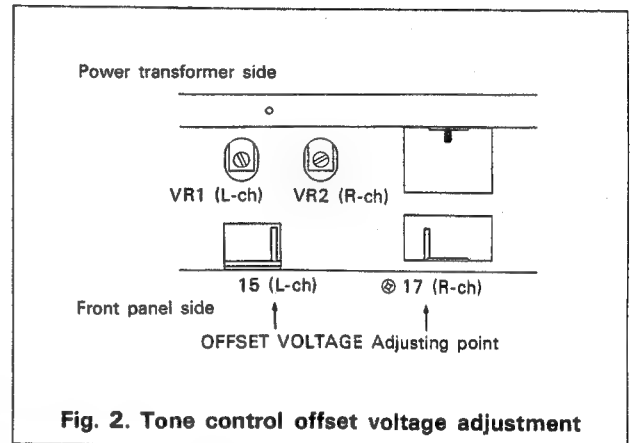 Power transformer side
VR1 (L-ch) VR2 (R-ch)
15 (L-ch) 17 (R-ch)
Front panel side
OFFSET VOLTAGE Adjusting point
Fig. 2. Tone control offset voltage adjustment